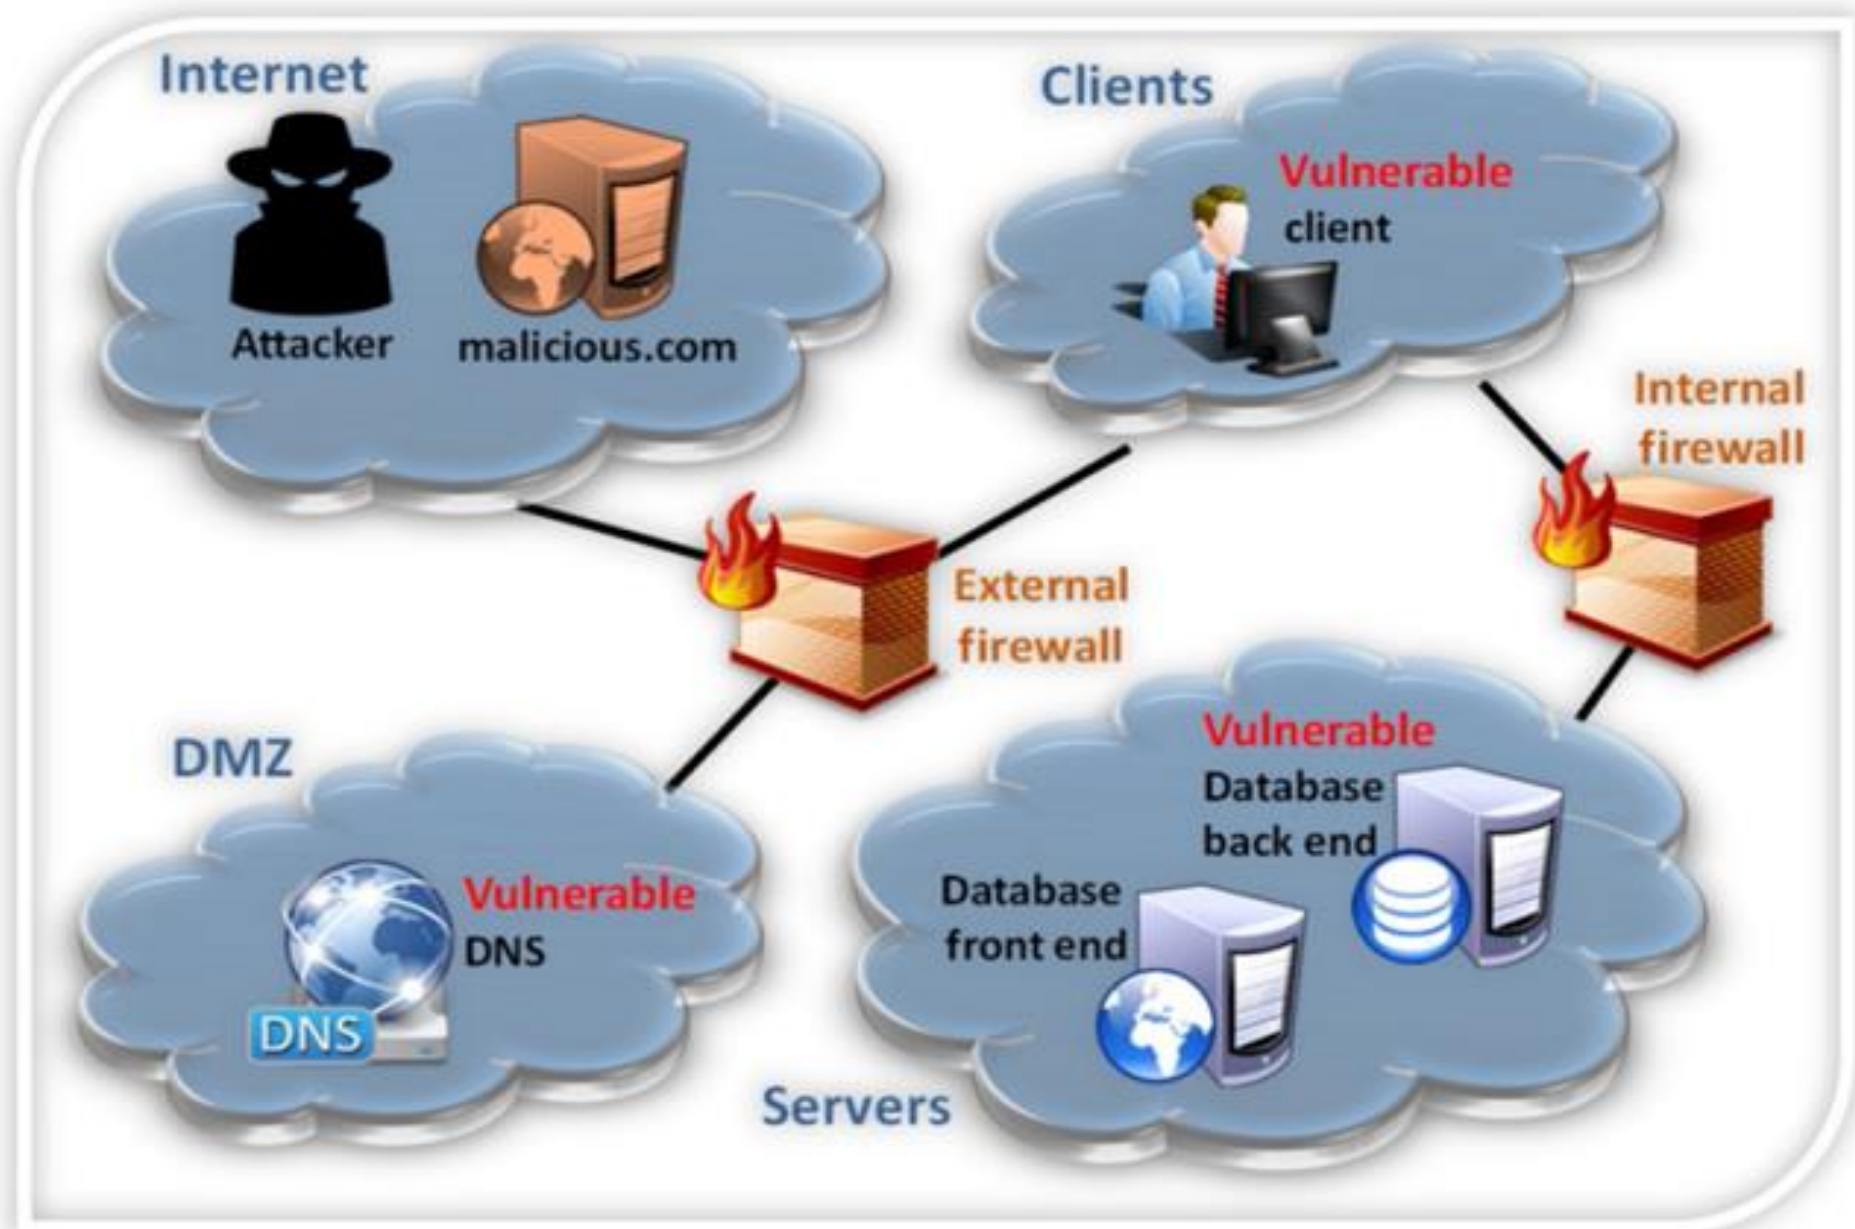 Internet
Attacker
malicious.com
Clients
Vulnerable
client
Internal
firewall
External
firewall
DMZ
Vulnerable
DNS
DNS
Servers
Vulnerable
Database
back end
Database
front end